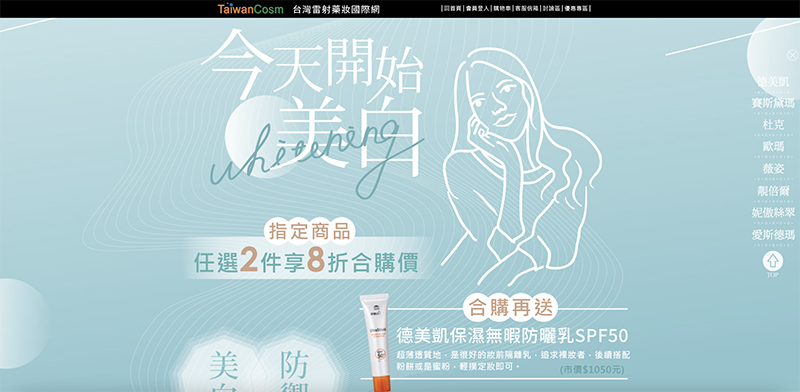 TaiwanCosm 台灣雷射藥妝國際網
|回首頁|會員登入|購物車|客服信箱|討論區|優惠專區|
今天開始
美白
whitening
指定商品
任選2件享8折合購價
合購再送
德美凱保濕無暇防曬乳SPF50
超薄透質地，是很好的妝前隔離乳，追求裸妝者，後續搭配
粉餅或是蜜粉，輕撲定妝即可。
(市價$1050元)
美白
防禦
德美凱
賽斯黛瑪
杜克
歐瑪
薇姿
靚倍爾
妮傲絲翠
愛斯德瑪
TOP